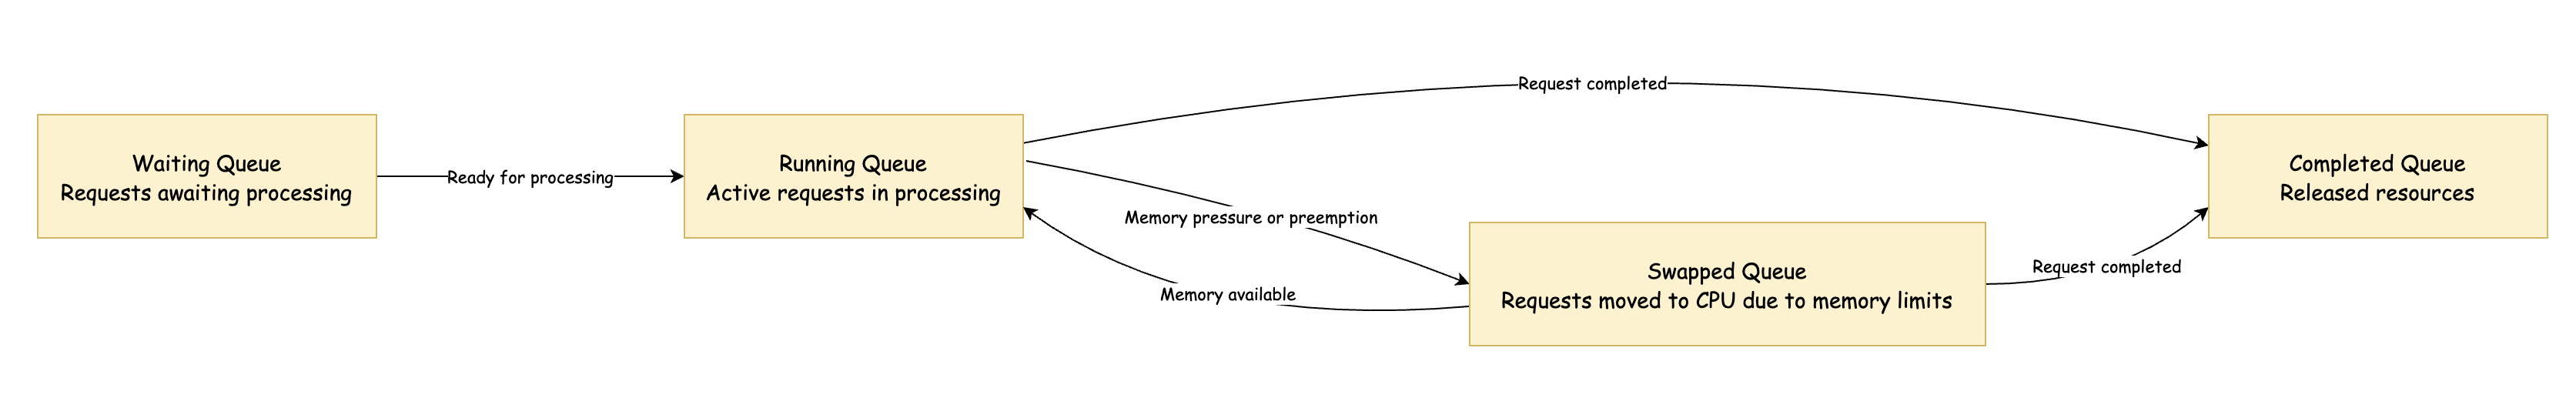 Waiting Queue
Requests awaiting processing
Ready for processing
Running Queue
Active requests in processing
Request completed
Memory pressure or preemption
Memory available
Swapped Queue
Requests moved to CPU due to memory limits
Request completed
Completed Queue
Released resources